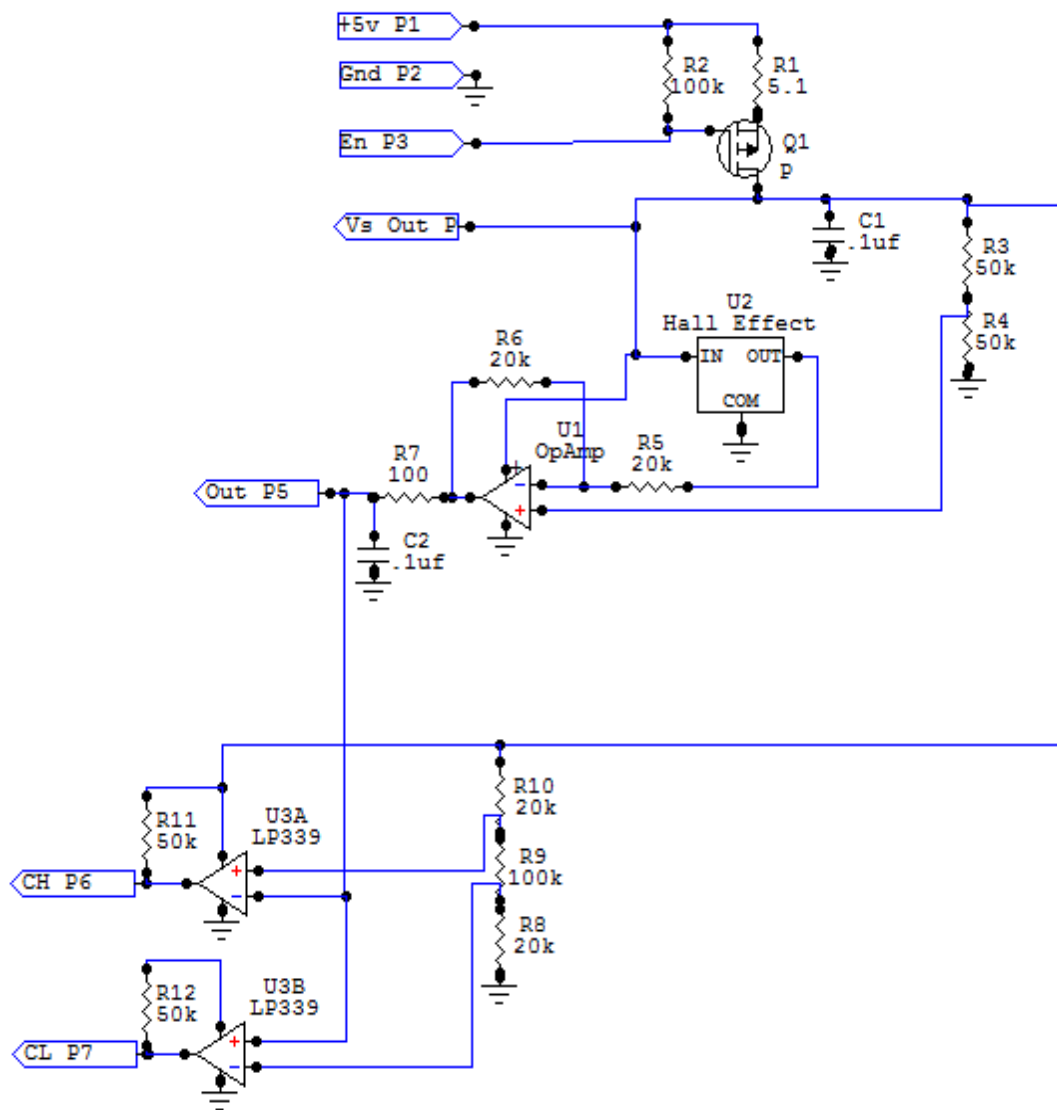 +5v P1
Gnd P2
En P3
Vs Out P
R2
100k
R1
5.1
Q1
P
C1
.1uf
R3
50k
R4
50k
U2
Hall Effect
IN OUT
COM
R6
20k
U1
OpAmp
+
-
+
R5
20k
R7
100
Out P5
C2
.1uf
R10
20k
R9
100k
R8
20k
R11
50k
U3A
LP339
+
-
CH P6
R12
50k
U3B
LP339
+
-
CL P7